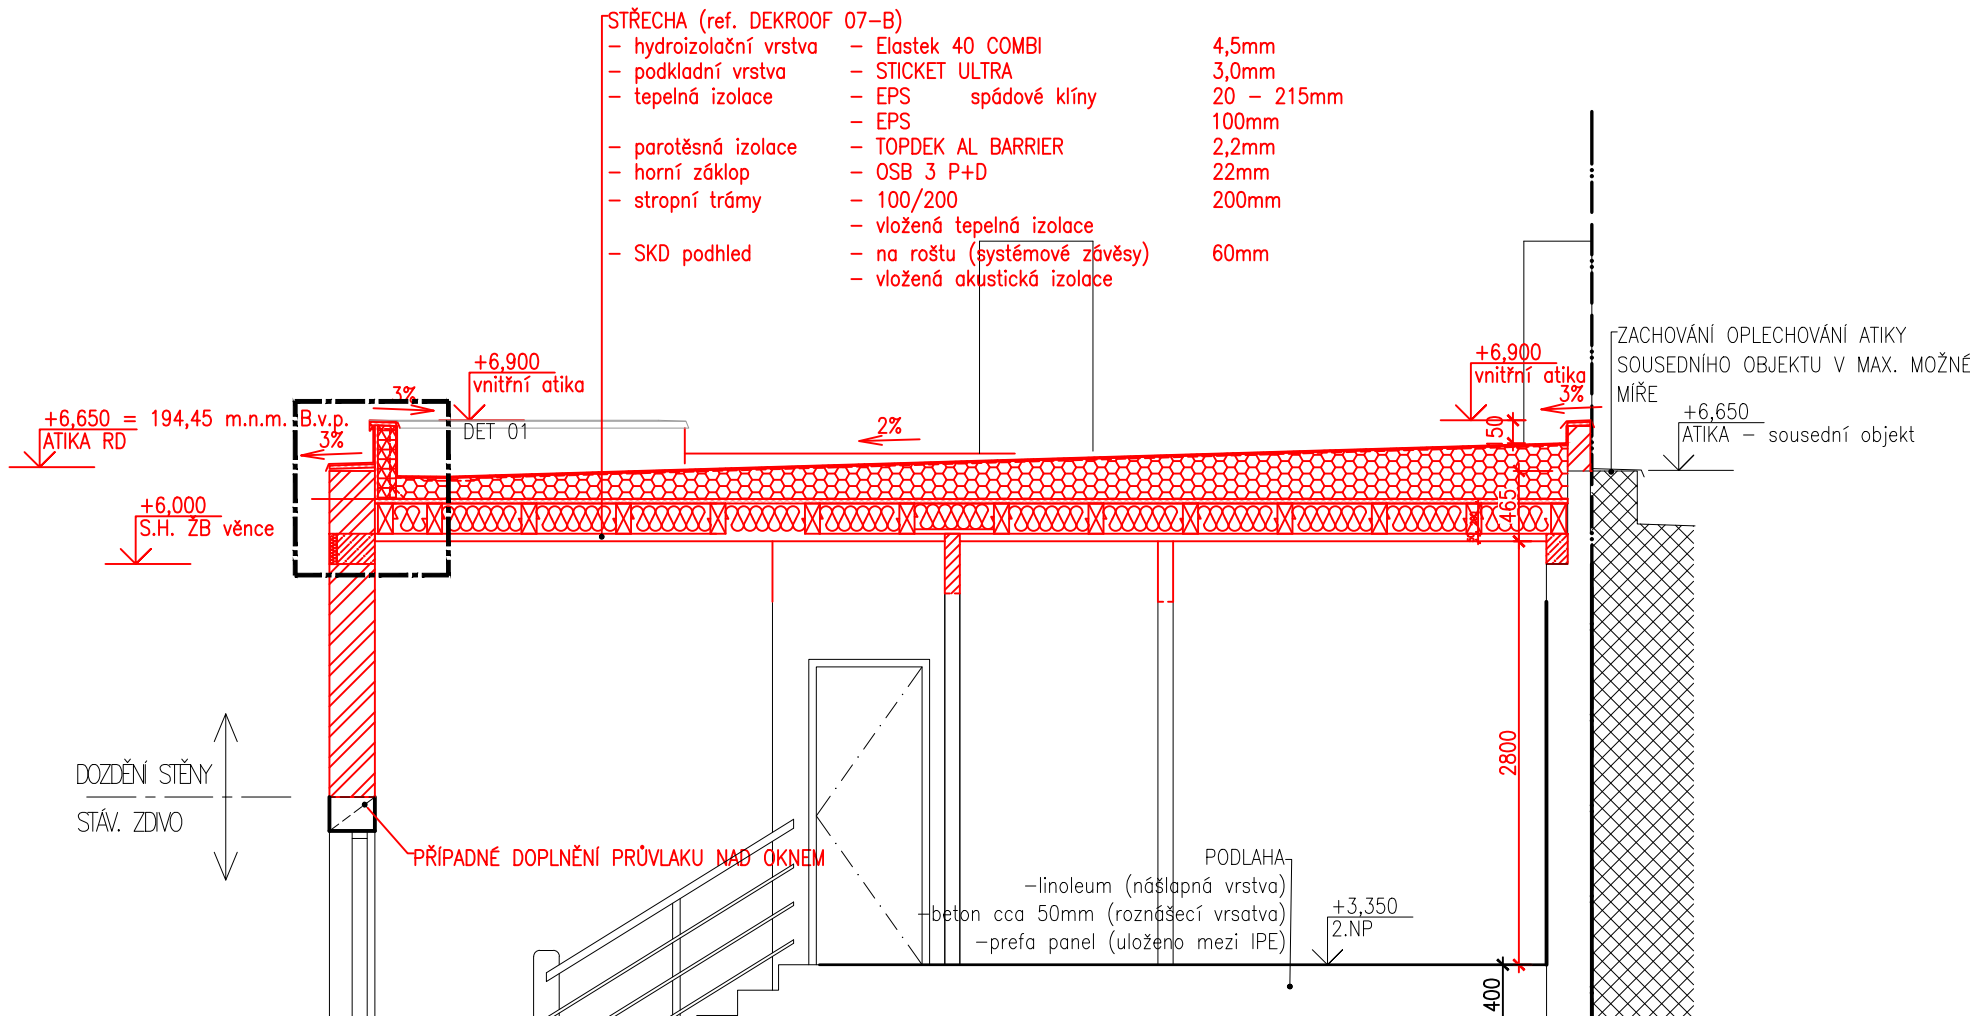 STŘECHA (ref. DEKROOF 07-B)
- hydroizolační vrstva - Elastek 40 COMBI 4,5mm
- podkladní vrstva - STICKET ULTRA 3,0mm
- tepelná izolace - EPS spádové klíny 20 - 215mm
- EPS 100mm
- parotěsná izolace - TOPDEK AL BARRIER 2,2mm
- horní záklop - OSB 3 P+D 22mm
- stropní trámy - 100/200 200mm
- vložená tepelná izolace
- SKD podhled - na roštu (systémové závěsy) 60mm
- vložená akustická izolace
ZACHOVÁNÍ OPLECHOVÁNÍ ATIKY
SOUSEDNÍHO OBJEKTU V MAX. MOŽNÉ
MÍŘE
+6,900
vnitřní atika
+6,900
vnitřní atika
3%
3%
+6,650 = 194,45 m.n.m. B.v.p.
ATIKA RD
3%
DET 01
2%
150
+6,650
ATIKA - sousední objekt
+6,000
S.H. ŽB věnce
465
2800
DOZDĚNÍ STĚNY
STÁV. ZDIVO
PŘÍPADNÉ DOPLNĚNÍ PRŮVLAKU NAD OKNEM
PODLAHA
-linoleum (nášlapná vrstva)
-beton cca 50mm (roznášecí vrsatva)
-prefa panel (uloženo mezi IPE)
+3,350
2.NP
400